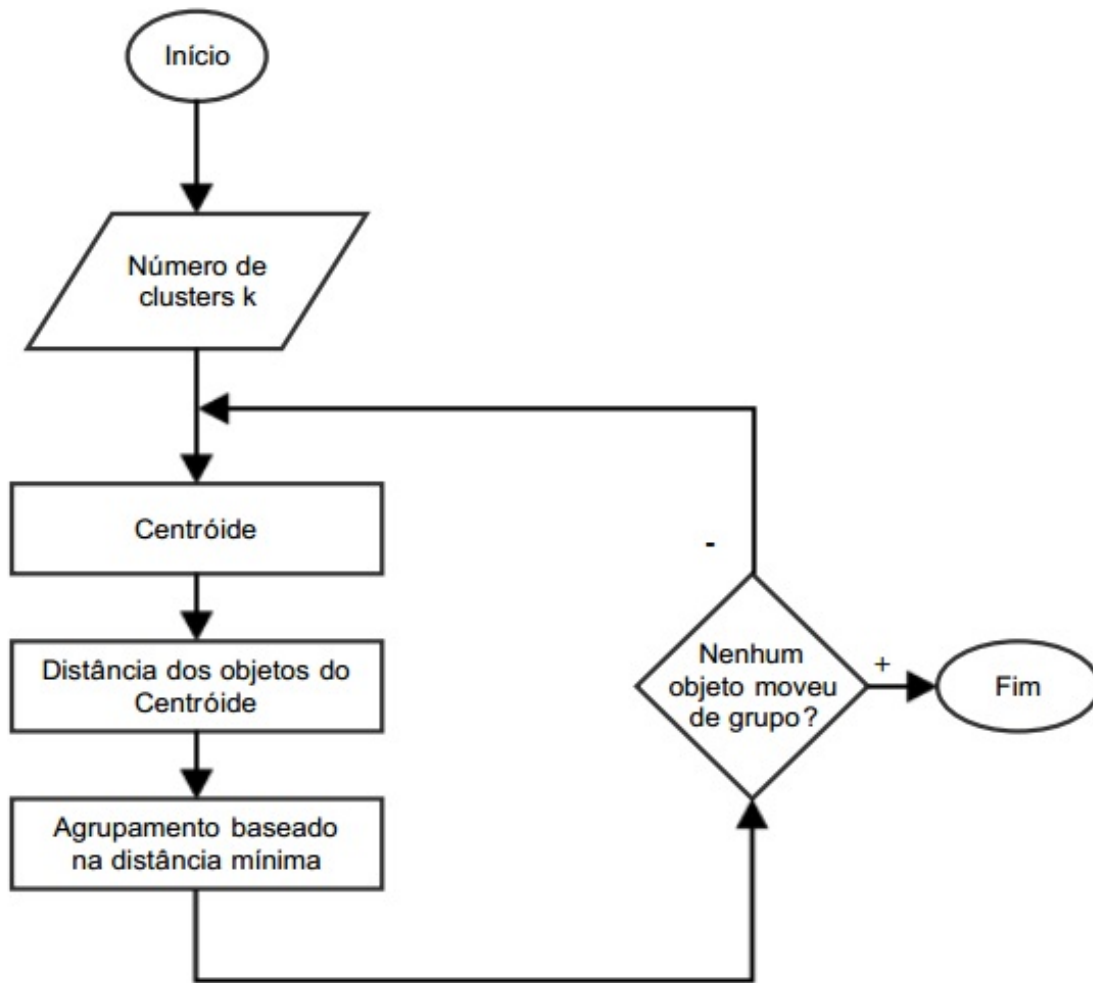 Início
Número de
clusters k
Centróide
Distância dos objetos do
Centróide
Agrupamento baseado
na distância mínima
-
Nenhum
objeto moveu
de grupo?
+
Fim